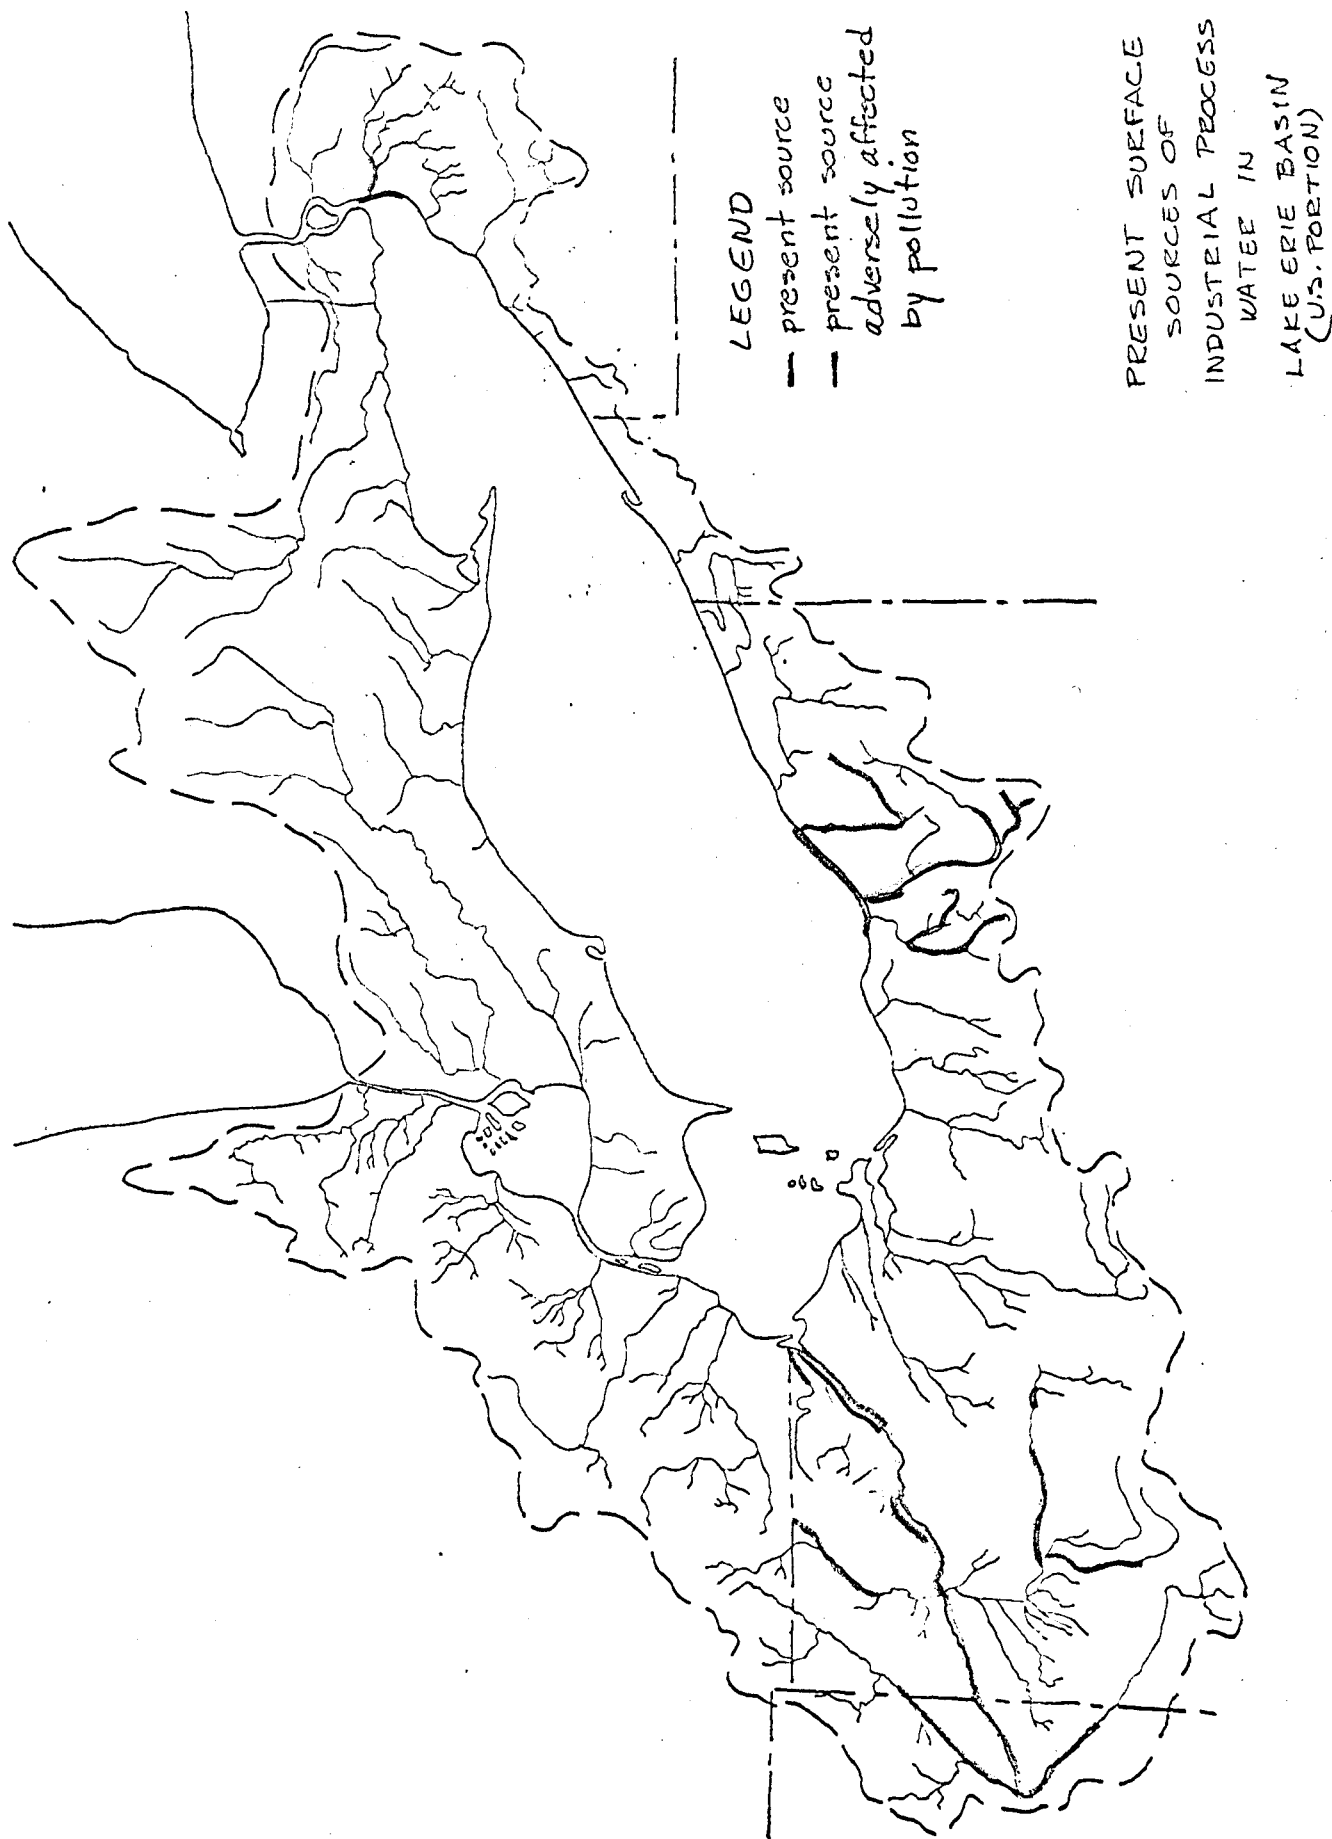 LEGEND
present source
present source
adversely affected
by pollution
PRESENT SURFACE
SOURCES OF
INDUSTRIAL PROCESS
WATER IN
LAKE ERIE BASIN
(U.S. PORTION)